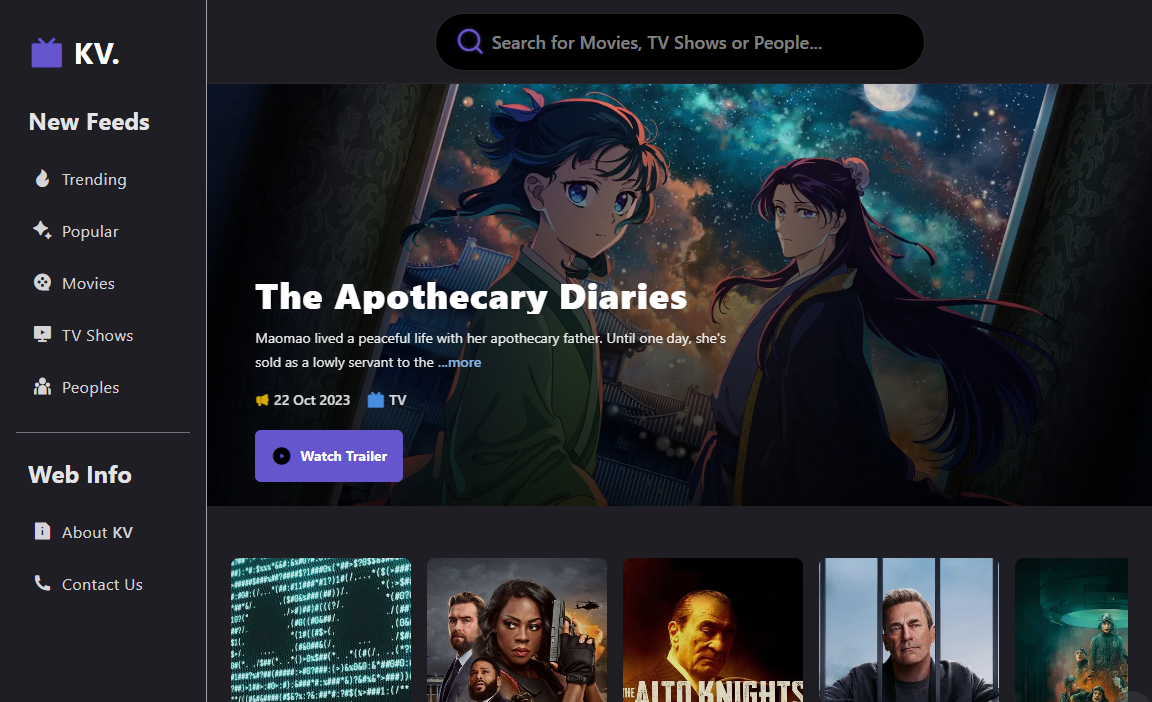 KV.
New Feeds
Trending
Popular
Movies
TV Shows
Peoples
Web Info
About KV
Contact Us
Search for Movies, TV Shows or People...
The Apothecary Diaries
Maomao lived a peaceful life with her apothecary father. Until one day, she's
sold as a lowly servant to the ...more
22 Oct 2023
TV
Watch Trailer
THE ALTO KNIGHTS